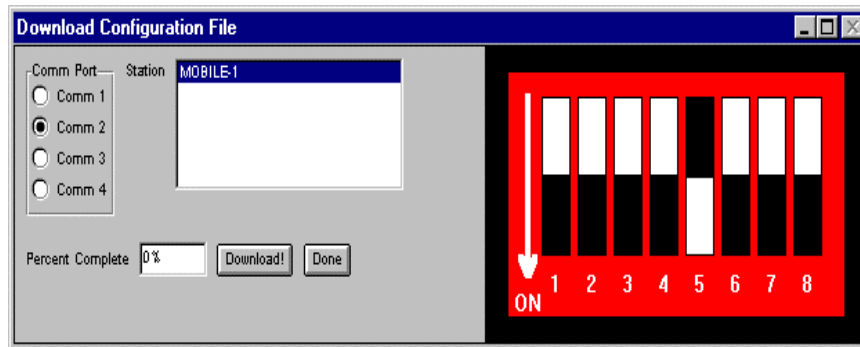 Download Configuration File
Comm Port
Comm 1
Comm 2
Comm 3
Comm 4
Station
MOBILE-1
Percent Complete
0%
Download!
Done
1 2 3 4 5 6 7 8
ON